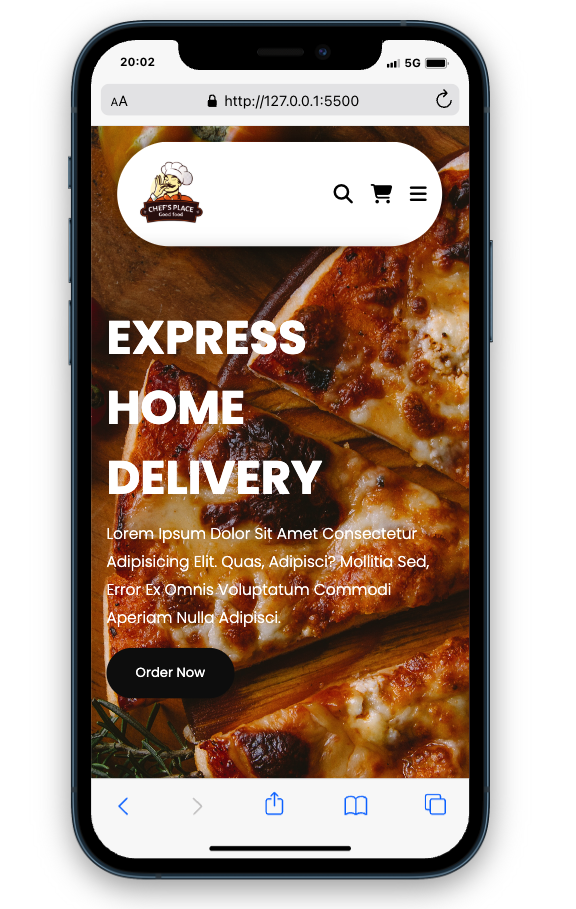 20:02
5G
AA
http://127.0.0.1:5500
CHEF'S PLACE
Good food
EXPRESS
HOME
DELIVERY
Lorem Ipsum Dolor Sit Amet Consectetur
Adipisicing Elit. Quas, Adipisci? Mollitia Sed,
Error Ex Omnis Voluptatum Commodi
Aperiam Nulla Adipisci.
Order Now